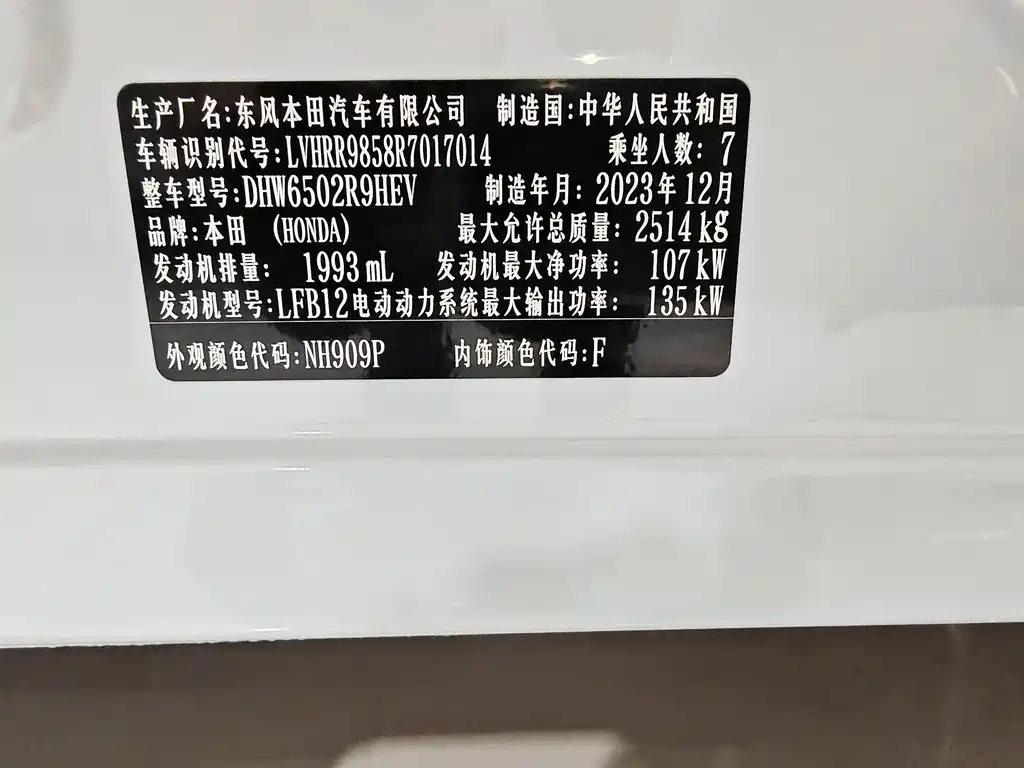 生产厂名:东风本田汽车有限公司 制造国:中华人民共和国
车辆识别代号:LVHRR9858R7017014 乘坐人数: 7
整车型号:DHW6502R9HEV 制造年月: 2023年12月
品牌:本田 (HONDA) 最大允许总质量: 2514kg
发动机排量: 1993mL 发动机最大净功率: 107kW
发动机型号:LFB12 电动动力系统最大输出功率: 135kW
外观颜色代码:NH909P 内饰颜色代码:F